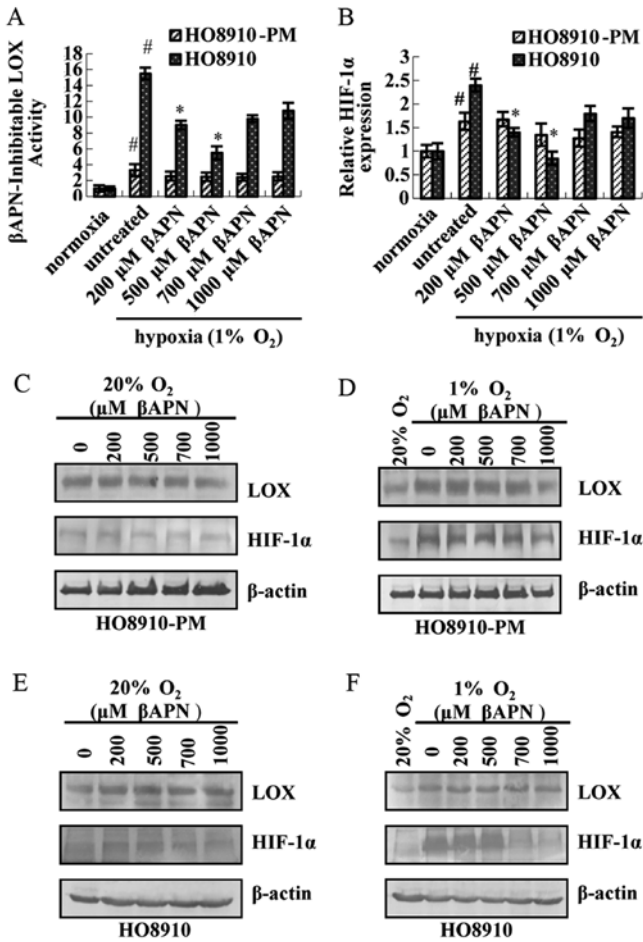 A
HO8910-PM
HO8910
βAPN-Inhibitable LOX
Activity
18
16
14
12
10
8
6
4
2
#
#
*
*
normoxia
untreated
200 μM βAPN
500 μM βAPN
700 μM βAPN
1000 μM βAPN
hypoxia (1% O₂)
B
HO8910-PM
HO8910
Relative HIF-1α
expression
3
2.5
2
1.5
1
0.5
0
#
#
*
*
normoxia
untreated
200 μM βAPN
500 μM βAPN
700 μM βAPN
1000 μM βAPN
hypoxia (1% O₂)
C
20% O₂
(μM βAPN)
0 200 500 700 1000
LOX
HIF-1α
β-actin
HO8910-PM
D
1% O₂
(μM βAPN)
20% O₂ 0 200 500 700 1000
LOX
HIF-1α
β-actin
HO8910-PM
E
20% O₂
(μM βAPN)
0 200 500 700 1000
LOX
HIF-1α
β-actin
HO8910
F
1% O₂
(μM βAPN)
20% O₂ 0 200 500 700 1000
LOX
HIF-1α
β-actin
HO8910